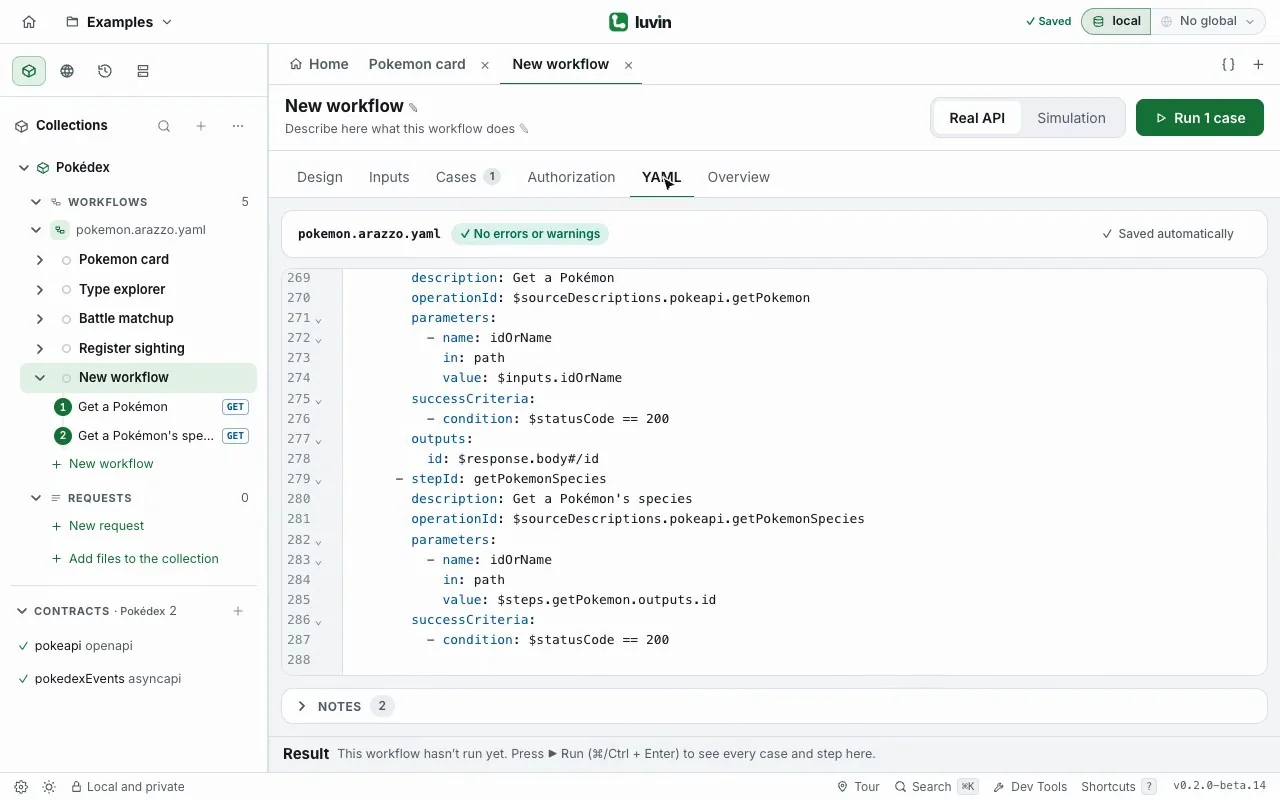 Examples
luvin
Saved
local
No global
Home
Pokemon card
New workflow
{ }
Collections
Pokédex
WORKFLOWS 5
pokemon.arazzo.yaml
Pokemon card
Type explorer
Battle matchup
Register sighting
New workflow
1 Get a Pokémon GET
2 Get a Pokémon's spe... GET
+ New workflow
REQUESTS 0
+ New request
+ Add files to the collection
CONTRACTS · Pokédex 2
pokeapi openapi
pokedexEvents asyncapi
New workflow
Describe here what this workflow does
Real API
Simulation
Run 1 case
Design
Inputs
Cases 1
Authorization
YAML
Overview
pokemon.arazzo.yaml
No errors or warnings
Saved automatically
269 description: Get a Pokémon
270 operationId: $sourceDescriptions.pokeapi.getPokemon
271 parameters:
272 - name: idOrName
273 in: path
274 value: $inputs.idOrName
275 successCriteria:
276 - condition: $statusCode == 200
277 outputs:
278 id: $response.body#/id
279 - stepId: getPokemonSpecies
280 description: Get a Pokémon's species
281 operationId: $sourceDescriptions.pokeapi.getPokemonSpecies
282 parameters:
283 - name: idOrName
284 in: path
285 value: $steps.getPokemon.outputs.id
286 successCriteria:
287 - condition: $statusCode == 200
288
NOTES 2
Result This workflow hasn't run yet. Press ▶ Run (⌘/Ctrl + Enter) to see every case and step here.
Local and private
Tour
Search ⌘K
Dev Tools
Shortcuts ?
v0.2.0-beta.14